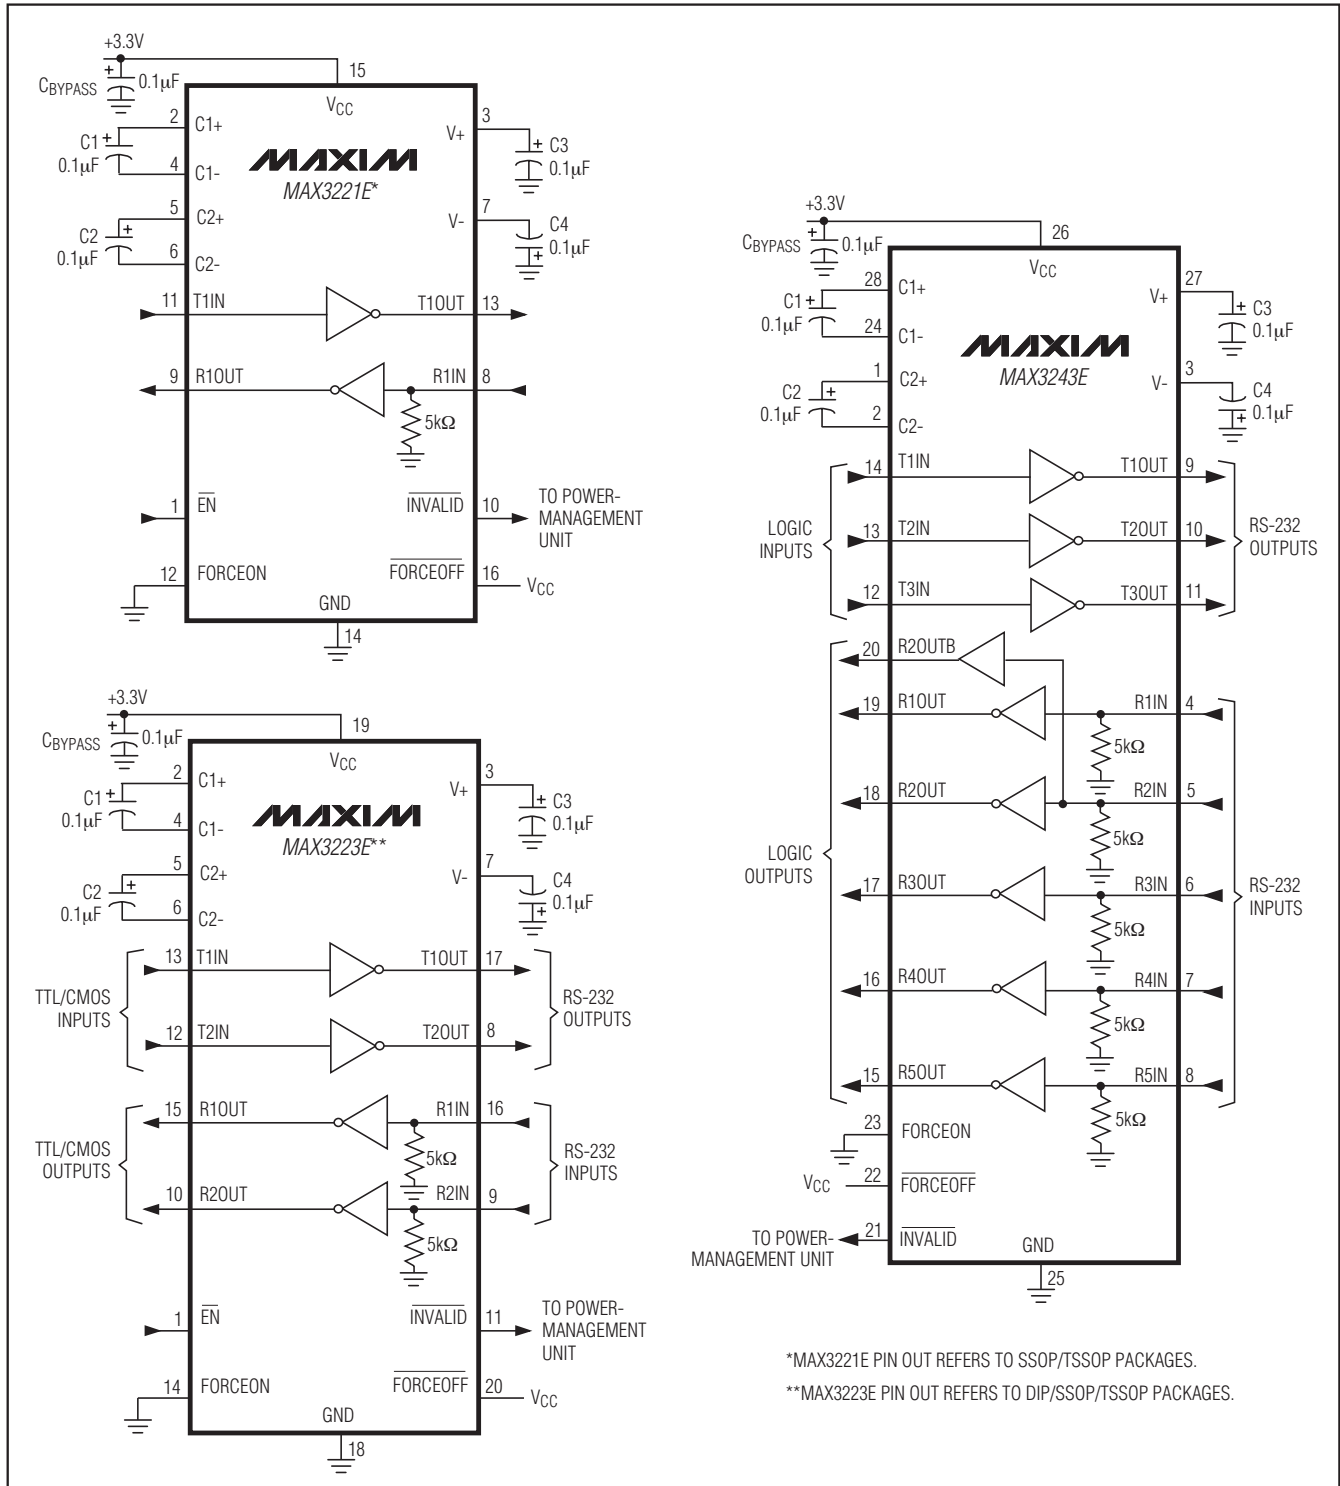 +3.3V
CBYPASS
+
0.1µF
15
VCC
2
C1+
C1
+
0.1µF
4
C1-
5
C2+
C2
+
0.1µF
6
C2-
3
V+
+
C3
0.1µF
7
V-
C4
0.1µF
+
MAXIM
MAX3221E*
11
T1IN
T1OUT
13
9
R1OUT
R1IN
8
5kΩ
1
EN
INVALID
10
TO POWER-
MANAGEMENT
UNIT
12
FORCEON
FORCEOFF
16
VCC
GND
14
+3.3V
CBYPASS
+
0.1µF
19
VCC
2
C1+
C1
+
0.1µF
4
C1-
5
C2+
C2
+
0.1µF
6
C2-
3
V+
+
C3
0.1µF
7
V-
C4
0.1µF
+
MAXIM
MAX3223E**
TTL/CMOS
INPUTS
13
T1IN
T1OUT
17
12
T2IN
T2OUT
8
RS-232
OUTPUTS
TTL/CMOS
OUTPUTS
15
R1OUT
R1IN
16
5kΩ
10
R2OUT
R2IN
9
5kΩ
RS-232
INPUTS
1
EN
INVALID
11
TO POWER-
MANAGEMENT
UNIT
14
FORCEON
FORCEOFF
20
VCC
GND
18
+3.3V
CBYPASS
+
0.1µF
26
VCC
28
C1+
C1
+
0.1µF
24
C1-
1
C2+
C2
+
0.1µF
2
C2-
27
V+
+
C3
0.1µF
3
V-
C4
0.1µF
+
MAXIM
MAX3243E
LOGIC
INPUTS
14
T1IN
T1OUT
9
13
T2IN
T2OUT
10
12
T3IN
T3OUT
11
RS-232
OUTPUTS
LOGIC
OUTPUTS
20
R2OUTB
19
R1OUT
R1IN
4
5kΩ
18
R2OUT
R2IN
5
5kΩ
17
R3OUT
R3IN
6
5kΩ
16
R4OUT
R4IN
7
5kΩ
15
R5OUT
R5IN
8
5kΩ
RS-232
INPUTS
23
FORCEON
VCC
22
FORCEOFF
TO POWER-
MANAGEMENT UNIT
21
INVALID
GND
25
*MAX3221E PIN OUT REFERS TO SSOP/TSSOP PACKAGES.
**MAX3223E PIN OUT REFERS TO DIP/SSOP/TSSOP PACKAGES.